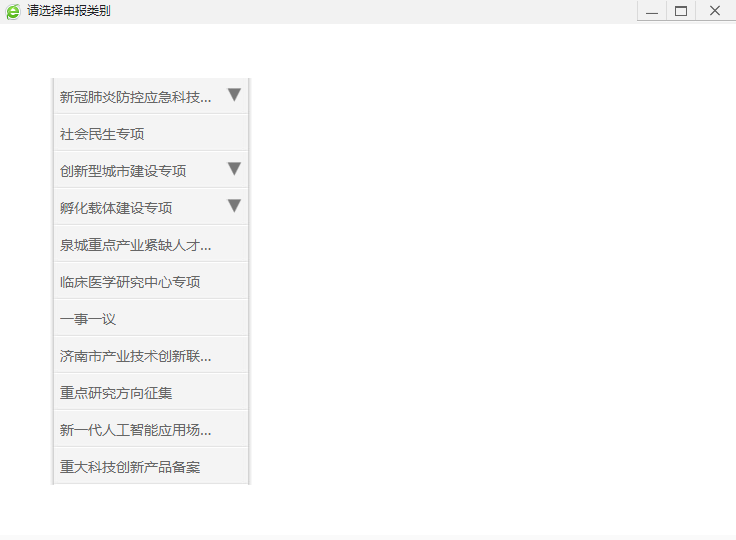 请选择申报类别
新冠肺炎防控应急科技...
社会民生专项
创新型城市建设专项
孵化载体建设专项
泉城重点产业紧缺人才...
临床医学研究中心专项
一事一议
济南市产业技术创新联...
重点研究方向征集
新一代人工智能应用场...
重大科技创新产品备案